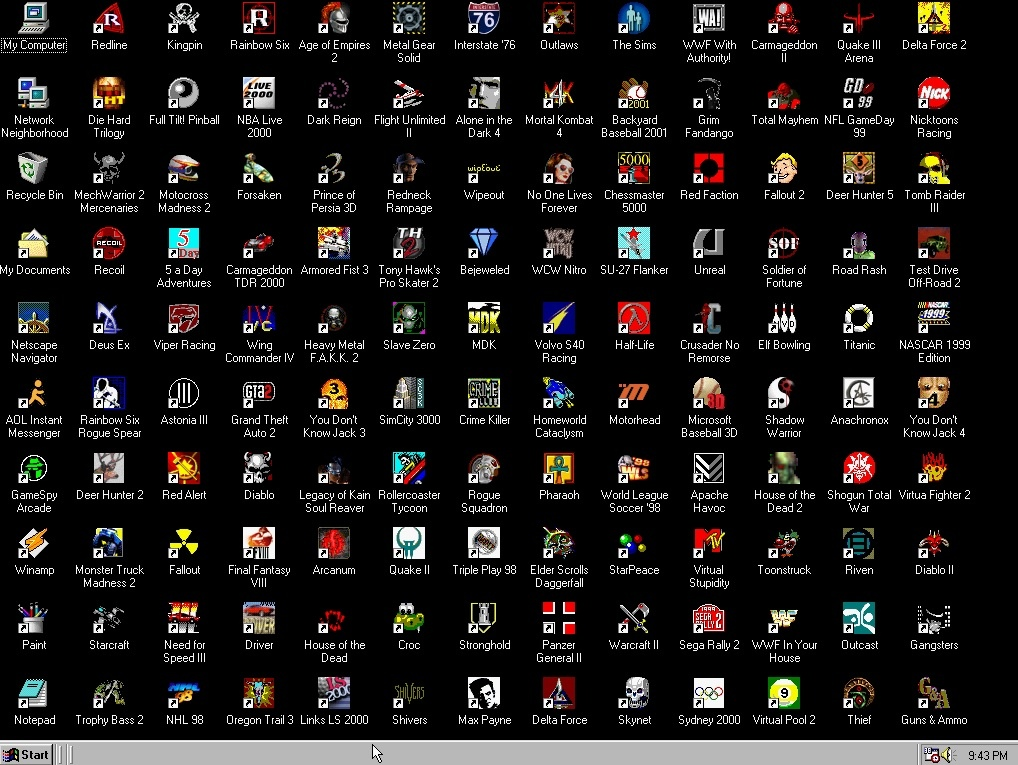 My Computer
Redline
Kingpin
Rainbow Six
Age of Empires
2
Metal Gear
Solid
Interstate '76
Outlaws
The Sims
WWF With
Authority!
Carmageddon
II
Quake III
Arena
Delta Force 2
Network
Neighborhood
Die Hard
Trilogy
Full Tilt! Pinball
NBA Live
2000
Dark Reign
Flight Unlimited
II
Alone in the
Dark 4
Mortal Kombat
4
Backyard
Baseball 2001
Grim
Fandango
Total Mayhem
NFL GameDay
99
Nicktoons
Racing
Recycle Bin
MechWarrior 2
Mercenaries
Motocross
Madness 2
Forsaken
Prince of
Persia 3D
Redneck
Rampage
Wipeout
No One Lives
Forever
Chessmaster
5000
Red Faction
Fallout 2
Deer Hunter 5
Tomb Raider
III
My Documents
Recoil
5 a Day
Adventures
Carmageddon
TDR 2000
Armored Fist 3
Tony Hawk's
Pro Skater 2
Bejeweled
WCW Nitro
SU-27 Flanker
Unreal
Soldier of
Fortune
Road Rash
Test Drive
Off-Road 2
Netscape
Navigator
Deus Ex
Viper Racing
Wing
Commander IV
Heavy Metal
F.A.K.K. 2
Slave Zero
MDK
Volvo S40
Racing
Half-Life
Crusader No
Remorse
Elf Bowling
Titanic
NASCAR 1999
Edition
AOL Instant
Messenger
Rainbow Six
Rogue Spear
Astonia III
Grand Theft
Auto 2
You Don't
Know Jack 3
SimCity 3000
Crime Killer
Homeworld
Cataclysm
Motorhead
Microsoft
Baseball 3D
Shadow
Warrior
Anachronox
You Don't
Know Jack 4
GameSpy
Arcade
Deer Hunter 2
Red Alert
Diablo
Legacy of Kain
Soul Reaver
Rollercoaster
Tycoon
Rogue
Squadron
Pharaoh
World League
Soccer '98
Apache
Havoc
House of the
Dead 2
Shogun Total
War
Virtua Fighter 2
Winamp
Monster Truck
Madness 2
Fallout
Final Fantasy
VIII
Arcanum
Quake II
Triple Play 98
Elder Scrolls
Daggerfall
StarPeace
Virtual
Stupidity
Toonstruck
Riven
Diablo II
Paint
Starcraft
Need for
Speed III
Driver
House of the
Dead
Croc
Stronghold
Panzer
General II
Warcraft II
Sega Rally 2
WWF In Your
House
Outcast
Gangsters
Notepad
Trophy Bass 2
NHL 98
Oregon Trail 3
Links LS 2000
Shivers
Max Payne
Delta Force
Skynet
Sydney 2000
Virtual Pool 2
Thief
Guns & Ammo
Start
9:43 PM